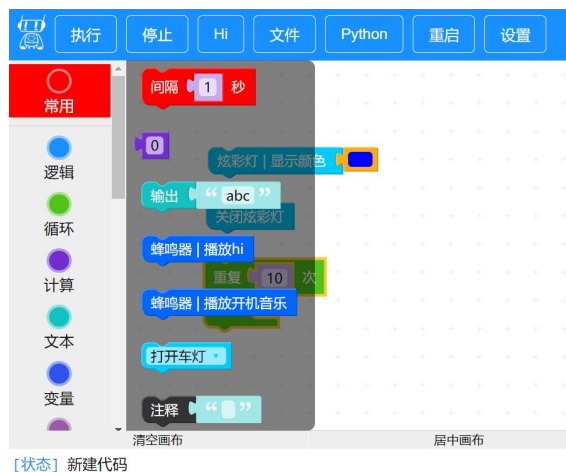 执行 停止 Hi 文件 Python 重启 设置
常用
逻辑
循环
计算
文本
变量
间隔 1 秒
0
炫彩灯 | 显示颜色
输出 “ abc ”
关闭炫彩灯
蜂鸣器 | 播放hi
重复 10 次
蜂鸣器 | 播放开机音乐
打开车灯
注释 “ ”
清空画布 居中画布
[状态] 新建代码